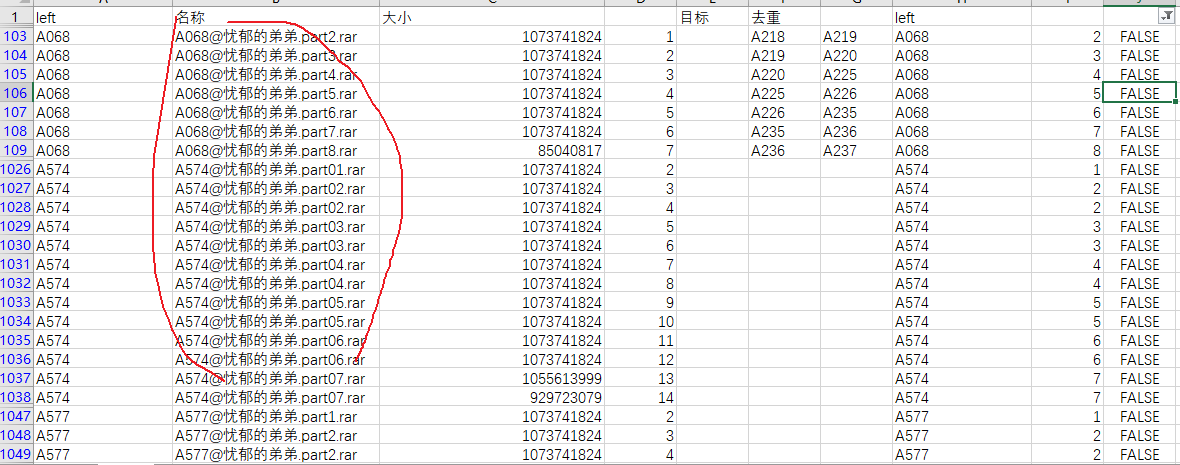 A B C D E F G H I J
1 left 名称 大小 目标 去重 left
103 A068 A068@忧郁的弟弟.part2.rar 1073741824 1 A218 A219 A068 2 FALSE
104 A068 A068@忧郁的弟弟.part3.rar 1073741824 2 A219 A220 A068 3 FALSE
105 A068 A068@忧郁的弟弟.part4.rar 1073741824 3 A220 A225 A068 4 FALSE
106 A068 A068@忧郁的弟弟.part5.rar 1073741824 4 A225 A226 A068 5 FALSE
107 A068 A068@忧郁的弟弟.part6.rar 1073741824 5 A226 A235 A068 6 FALSE
108 A068 A068@忧郁的弟弟.part7.rar 1073741824 6 A235 A236 A068 7 FALSE
109 A068 A068@忧郁的弟弟.part8.rar 85040817 7 A236 A237 A068 8 FALSE
1026 A574 A574@忧郁的弟弟.part01.rar 1073741824 2 A574 1 FALSE
1027 A574 A574@忧郁的弟弟.part02.rar 1073741824 3 A574 2 FALSE
1028 A574 A574@忧郁的弟弟.part02.rar 1073741824 4 A574 2 FALSE
1029 A574 A574@忧郁的弟弟.part03.rar 1073741824 5 A574 3 FALSE
1030 A574 A574@忧郁的弟弟.part03.rar 1073741824 6 A574 3 FALSE
1031 A574 A574@忧郁的弟弟.part04.rar 1073741824 7 A574 4 FALSE
1032 A574 A574@忧郁的弟弟.part04.rar 1073741824 8 A574 4 FALSE
1033 A574 A574@忧郁的弟弟.part05.rar 1073741824 9 A574 5 FALSE
1034 A574 A574@忧郁的弟弟.part05.rar 1073741824 10 A574 5 FALSE
1035 A574 A574@忧郁的弟弟.part06.rar 1073741824 11 A574 6 FALSE
1036 A574 A574@忧郁的弟弟.part06.rar 1073741824 12 A574 6 FALSE
1037 A574 A574@忧郁的弟弟.part07.rar 1055613999 13 A574 7 FALSE
1038 A574 A574@忧郁的弟弟.part07.rar 929723079 14 A574 7 FALSE
1047 A577 A577@忧郁的弟弟.part1.rar 1073741824 2 A577 1 FALSE
1048 A577 A577@忧郁的弟弟.part2.rar 1073741824 3 A577 2 FALSE
1049 A577 A577@忧郁的弟弟.part2.rar 1073741824 4 A577 2 FALSE